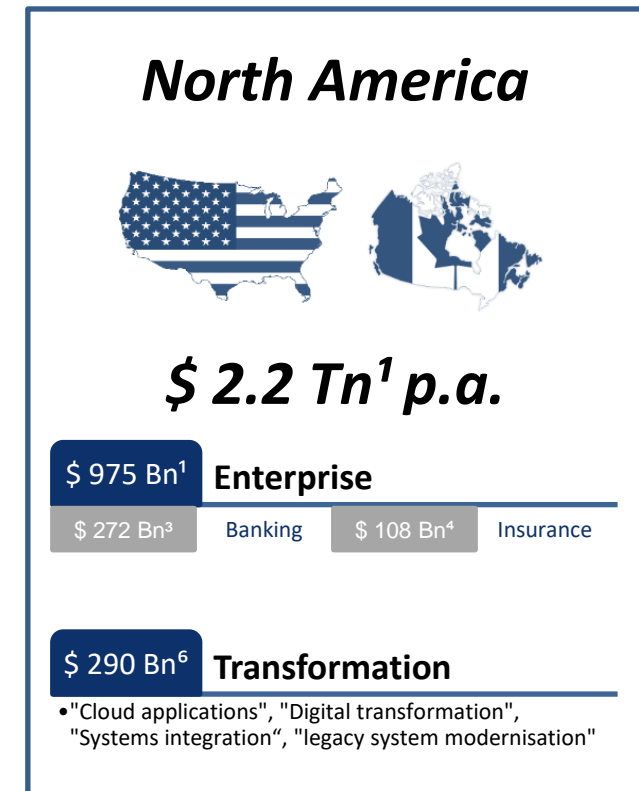 North America
$ 2.2 Tn¹ p.a.
$ 975 Bn¹ Enterprise
$ 272 Bn³ Banking $ 108 Bn⁴ Insurance
$ 290 Bn⁶ Transformation
•"Cloud applications", "Digital transformation",
"Systems integration“, "legacy system modernisation"